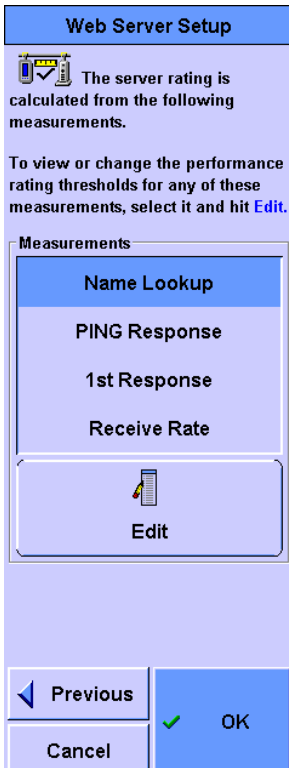 Web Server Setup
The server rating is
calculated from the following
measurements.
To view or change the performance
rating thresholds for any of these
measurements, select it and hit Edit.
Measurements
Name Lookup
PING Response
1st Response
Receive Rate
Edit
Previous
OK
Cancel